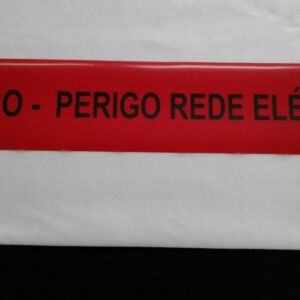 O - PERIGO REDE ELÉ